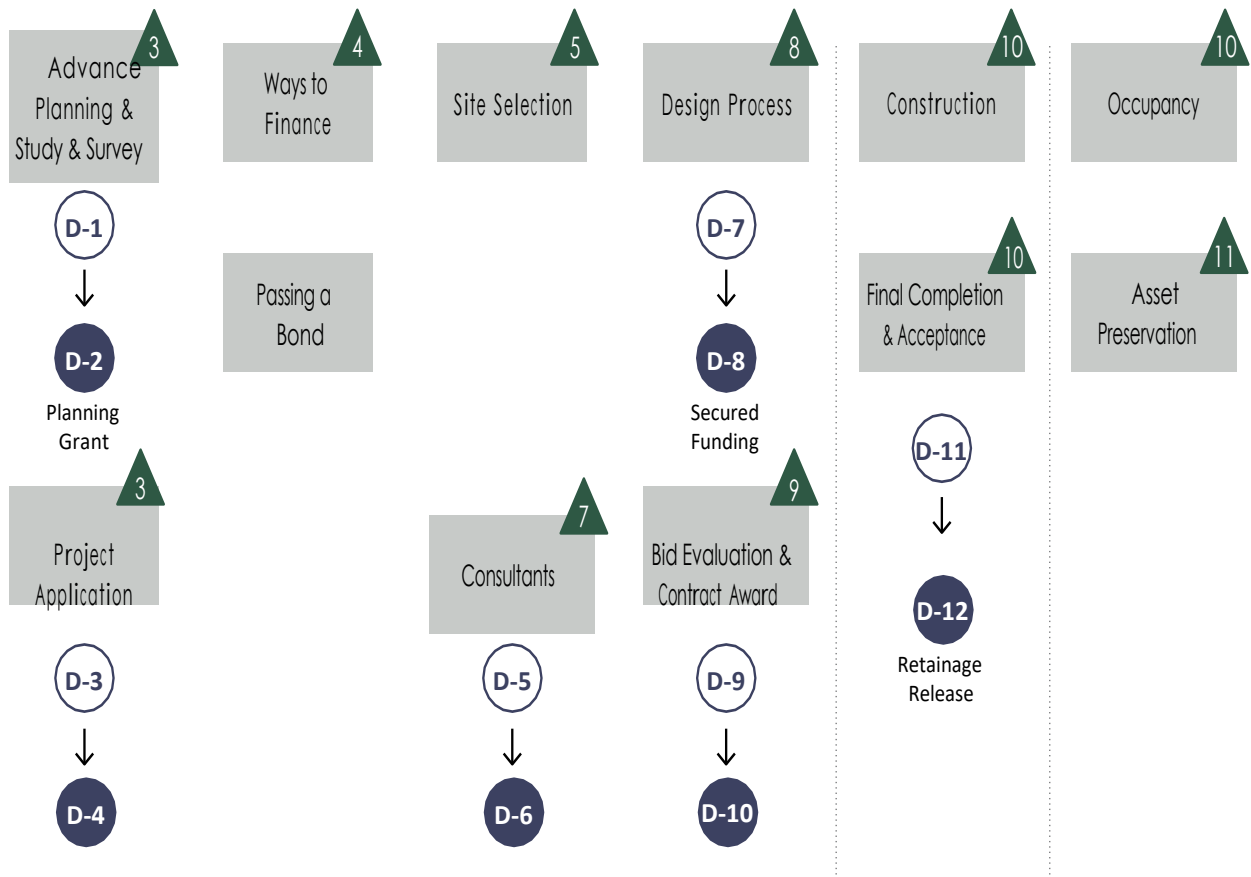 3
Advance
Planning &
Study & Survey
D-1
D-2
Planning
Grant
3
Project
Application
D-3
D-4
4
Ways to
Finance
Passing a
Bond
5
Site Selection
7
Consultants
D-5
D-6
8
Design Process
D-7
D-8
Secured
Funding
9
Bid Evaluation &
Contract Award
D-9
D-10
10
Construction
10
Final Completion
& Acceptance
D-11
D-12
Retainage
Release
10
Occupancy
11
Asset
Preservation